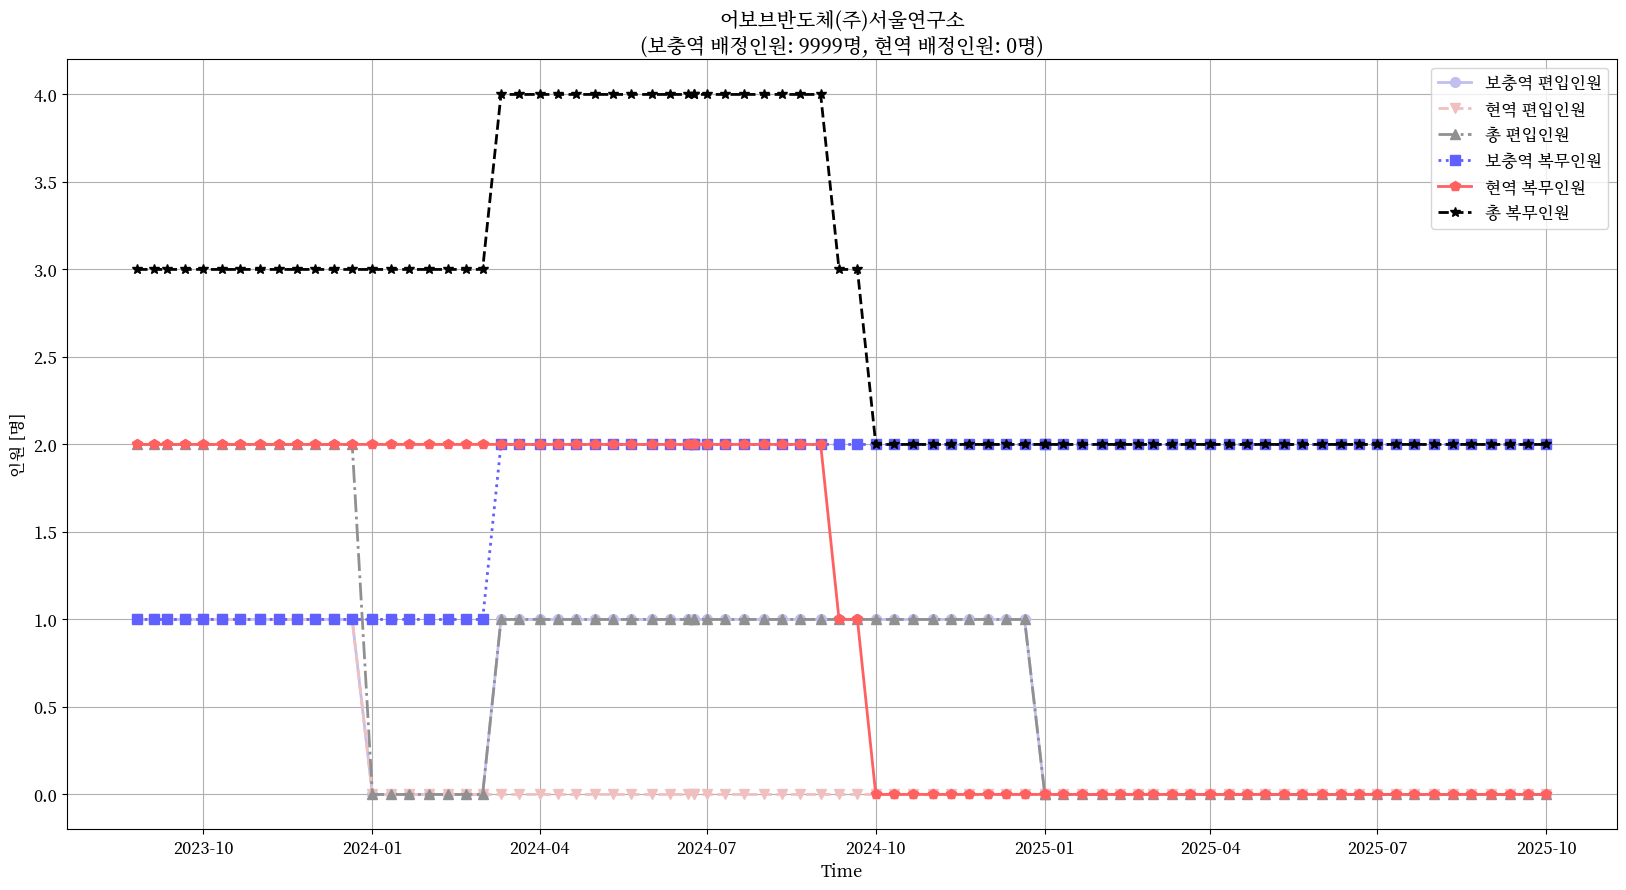 어보브반도체(주)서울연구소
(보충역 배정인원: 9999명, 현역 배정인원: 0명)
보충역 편입인원
현역 편입인원
총 편입인원
보충역 복무인원
현역 복무인원
총 복무인원
인원 [명]
4.0
3.5
3.0
2.5
2.0
1.5
1.0
0.5
0.0
2023-10
2024-01
2024-04
2024-07
2024-10
2025-01
2025-04
2025-07
2025-10
Time